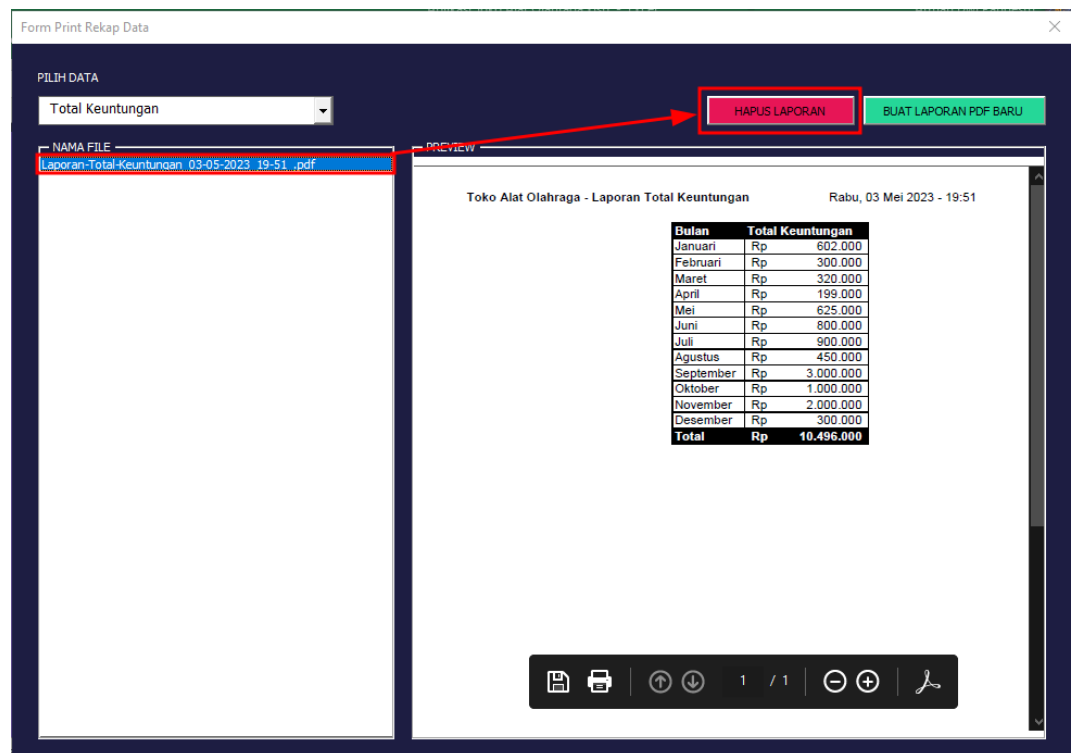 Form Print Rekap Data
PILIH DATA
Total Keuntungan
HAPUS LAPORAN
BUAT LAPORAN PDF BARU
NAMA FILE
Laporan-Total-Keuntungan_03-05-2023_19-51_.pdf
PREVIEW
Toko Alat Olahraga - Laporan Total Keuntungan Rabu, 03 Mei 2023 - 19:51
Bulan Total Keuntungan
Januari Rp 602.000
Februari Rp 300.000
Maret Rp 320.000
April Rp 199.000
Mei Rp 625.000
Juni Rp 800.000
Juli Rp 900.000
Agustus Rp 450.000
September Rp 3.000.000
Oktober Rp 1.000.000
November Rp 2.000.000
Desember Rp 300.000
Total Rp 10.496.000
1 / 1